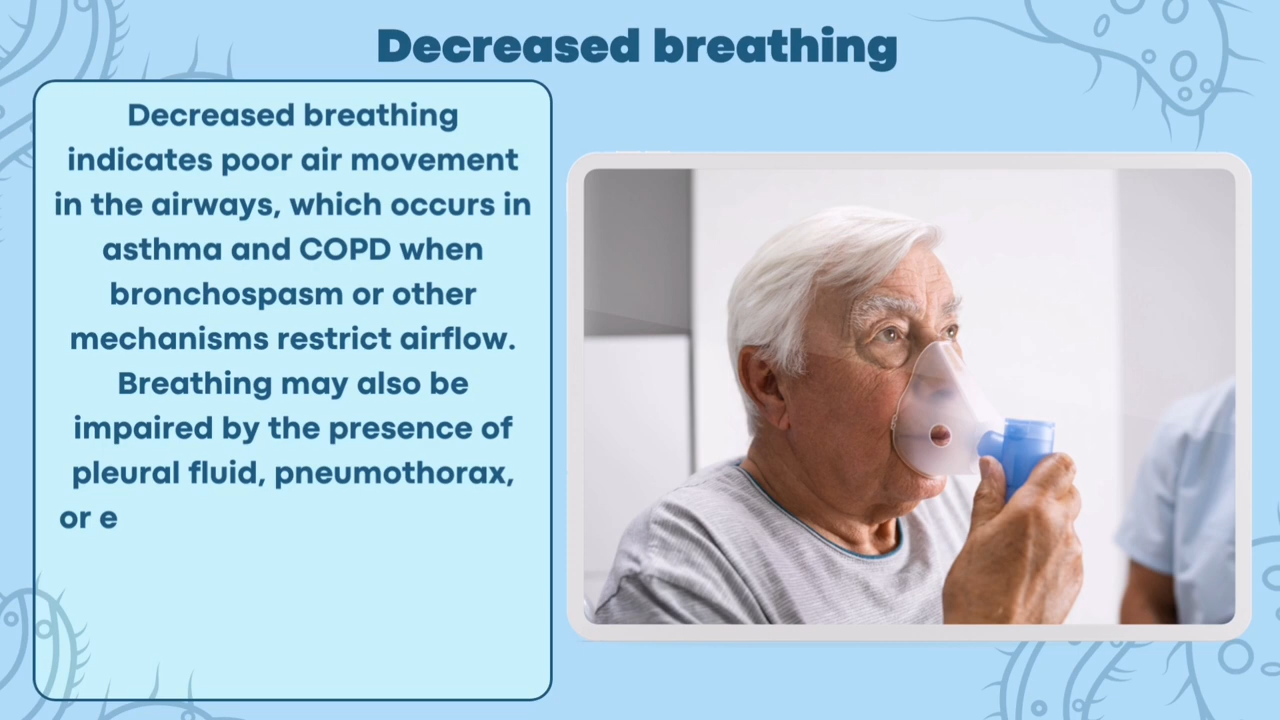 Decreased breathing
Decreased breathing
indicates poor air movement
in the airways, which occurs in
asthma and COPD when
bronchospasm or other
mechanisms restrict airflow.
Breathing may also be
impaired by the presence of
pleural fluid, pneumothorax,
or e